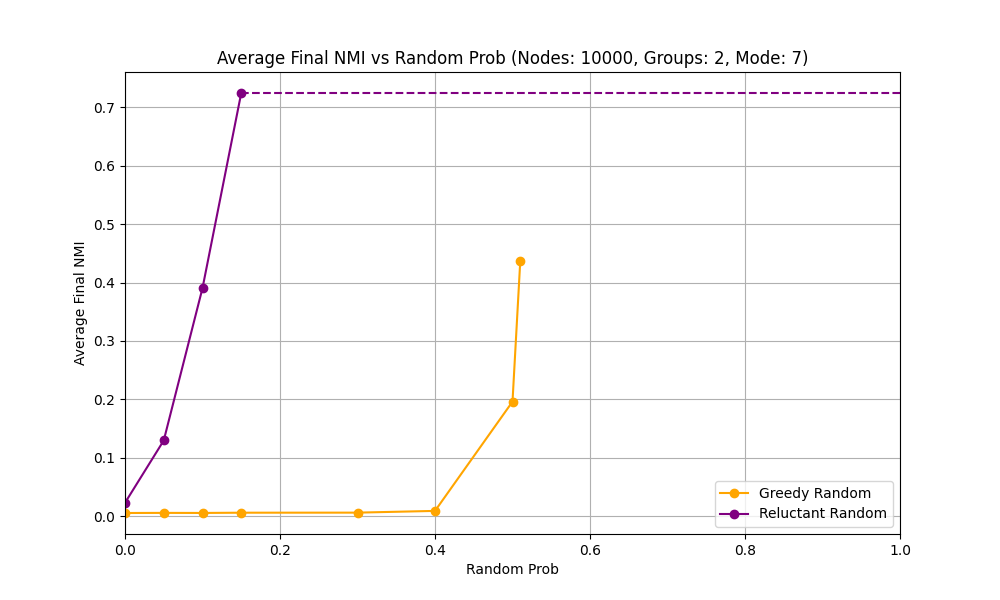 Average Final NMI vs Random Prob (Nodes: 10000, Groups: 2, Mode: 7)
Average Final NMI
0.7
0.6
0.5
0.4
0.3
0.2
0.1
0.0
0.0 0.2 0.4 0.6 0.8 1.0
Random Prob
Greedy Random
Reluctant Random